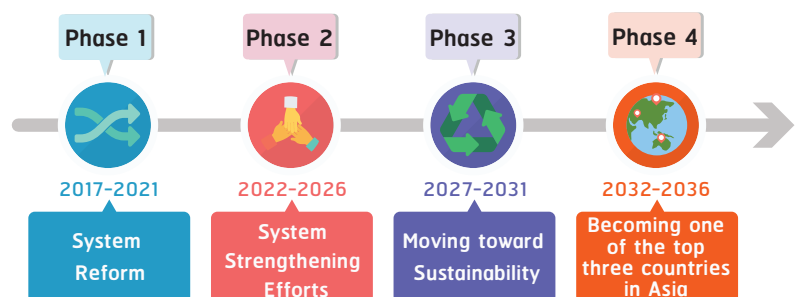 Phase 1
Phase 2
Phase 3
Phase 4
2017-2021
2022-2026
2027-2031
2032-2036
System
Reform
System
Strengthening
Efforts
Moving toward
Sustainability
Becoming one
of the top
three countries
in Asia